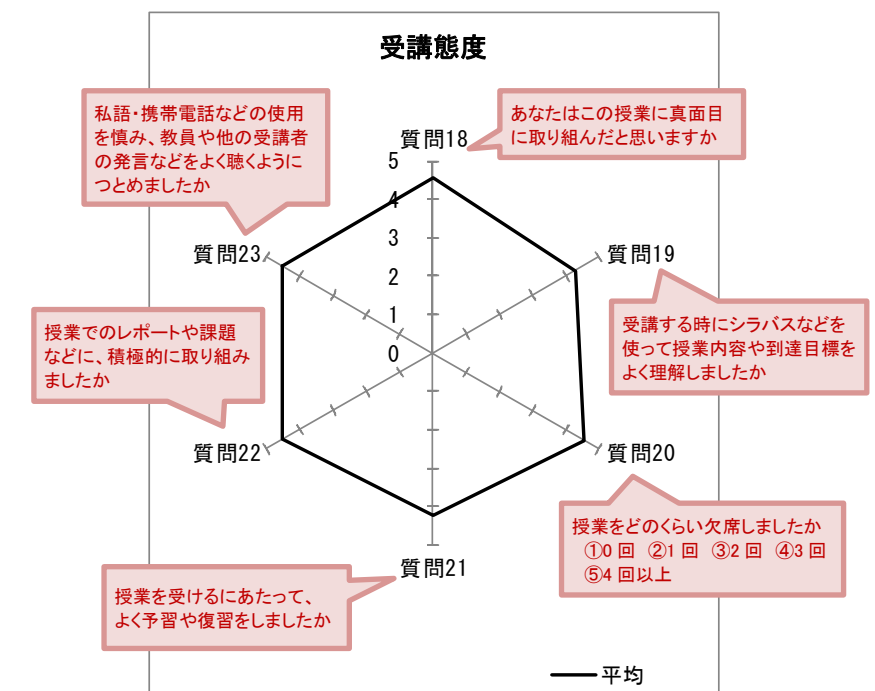 受講態度
私語・携帯電話などの使用
を慎み、教員や他の受講者
の発言などをよく聴くように
つとめましたか
あなたはこの授業に真面目
に取り組んだと思いますか
質問18
5
4
3
2
1
0
質問23
質問19
受講する時にシラバスなどを
使って授業内容や到達目標を
よく理解しましたか
授業でのレポートや課題
などに、積極的に取り組み
ましたか
質問22
質問20
授業をどのくらい欠席しましたか
①0 回 ②1 回 ③2 回 ④3 回
⑤4 回以上
質問21
授業を受けるにあたって、
よく予習や復習をしましたか
平均